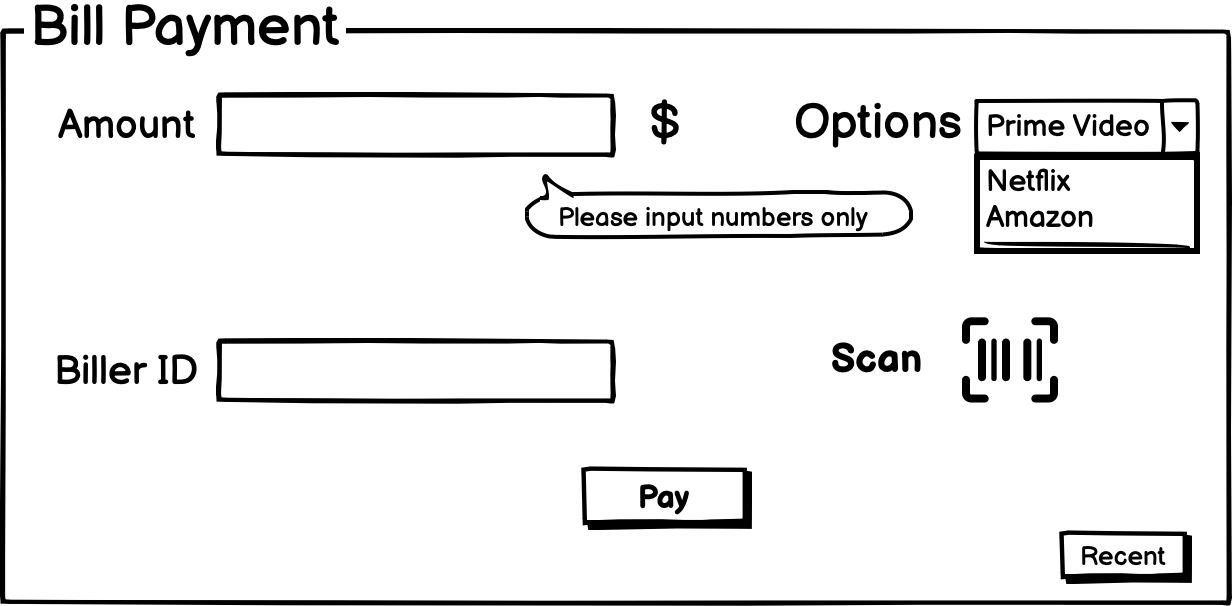 Bill Payment
Amount
$
Options
Prime Video
Netflix
Amazon
Please input numbers only
Biller ID
Scan
Pay
Recent